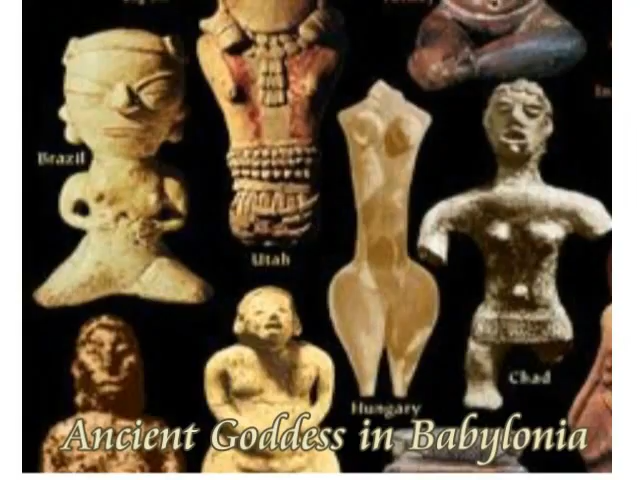 Brazil
Utah
Chad
Hungary
Ancient Goddess in Babylonia